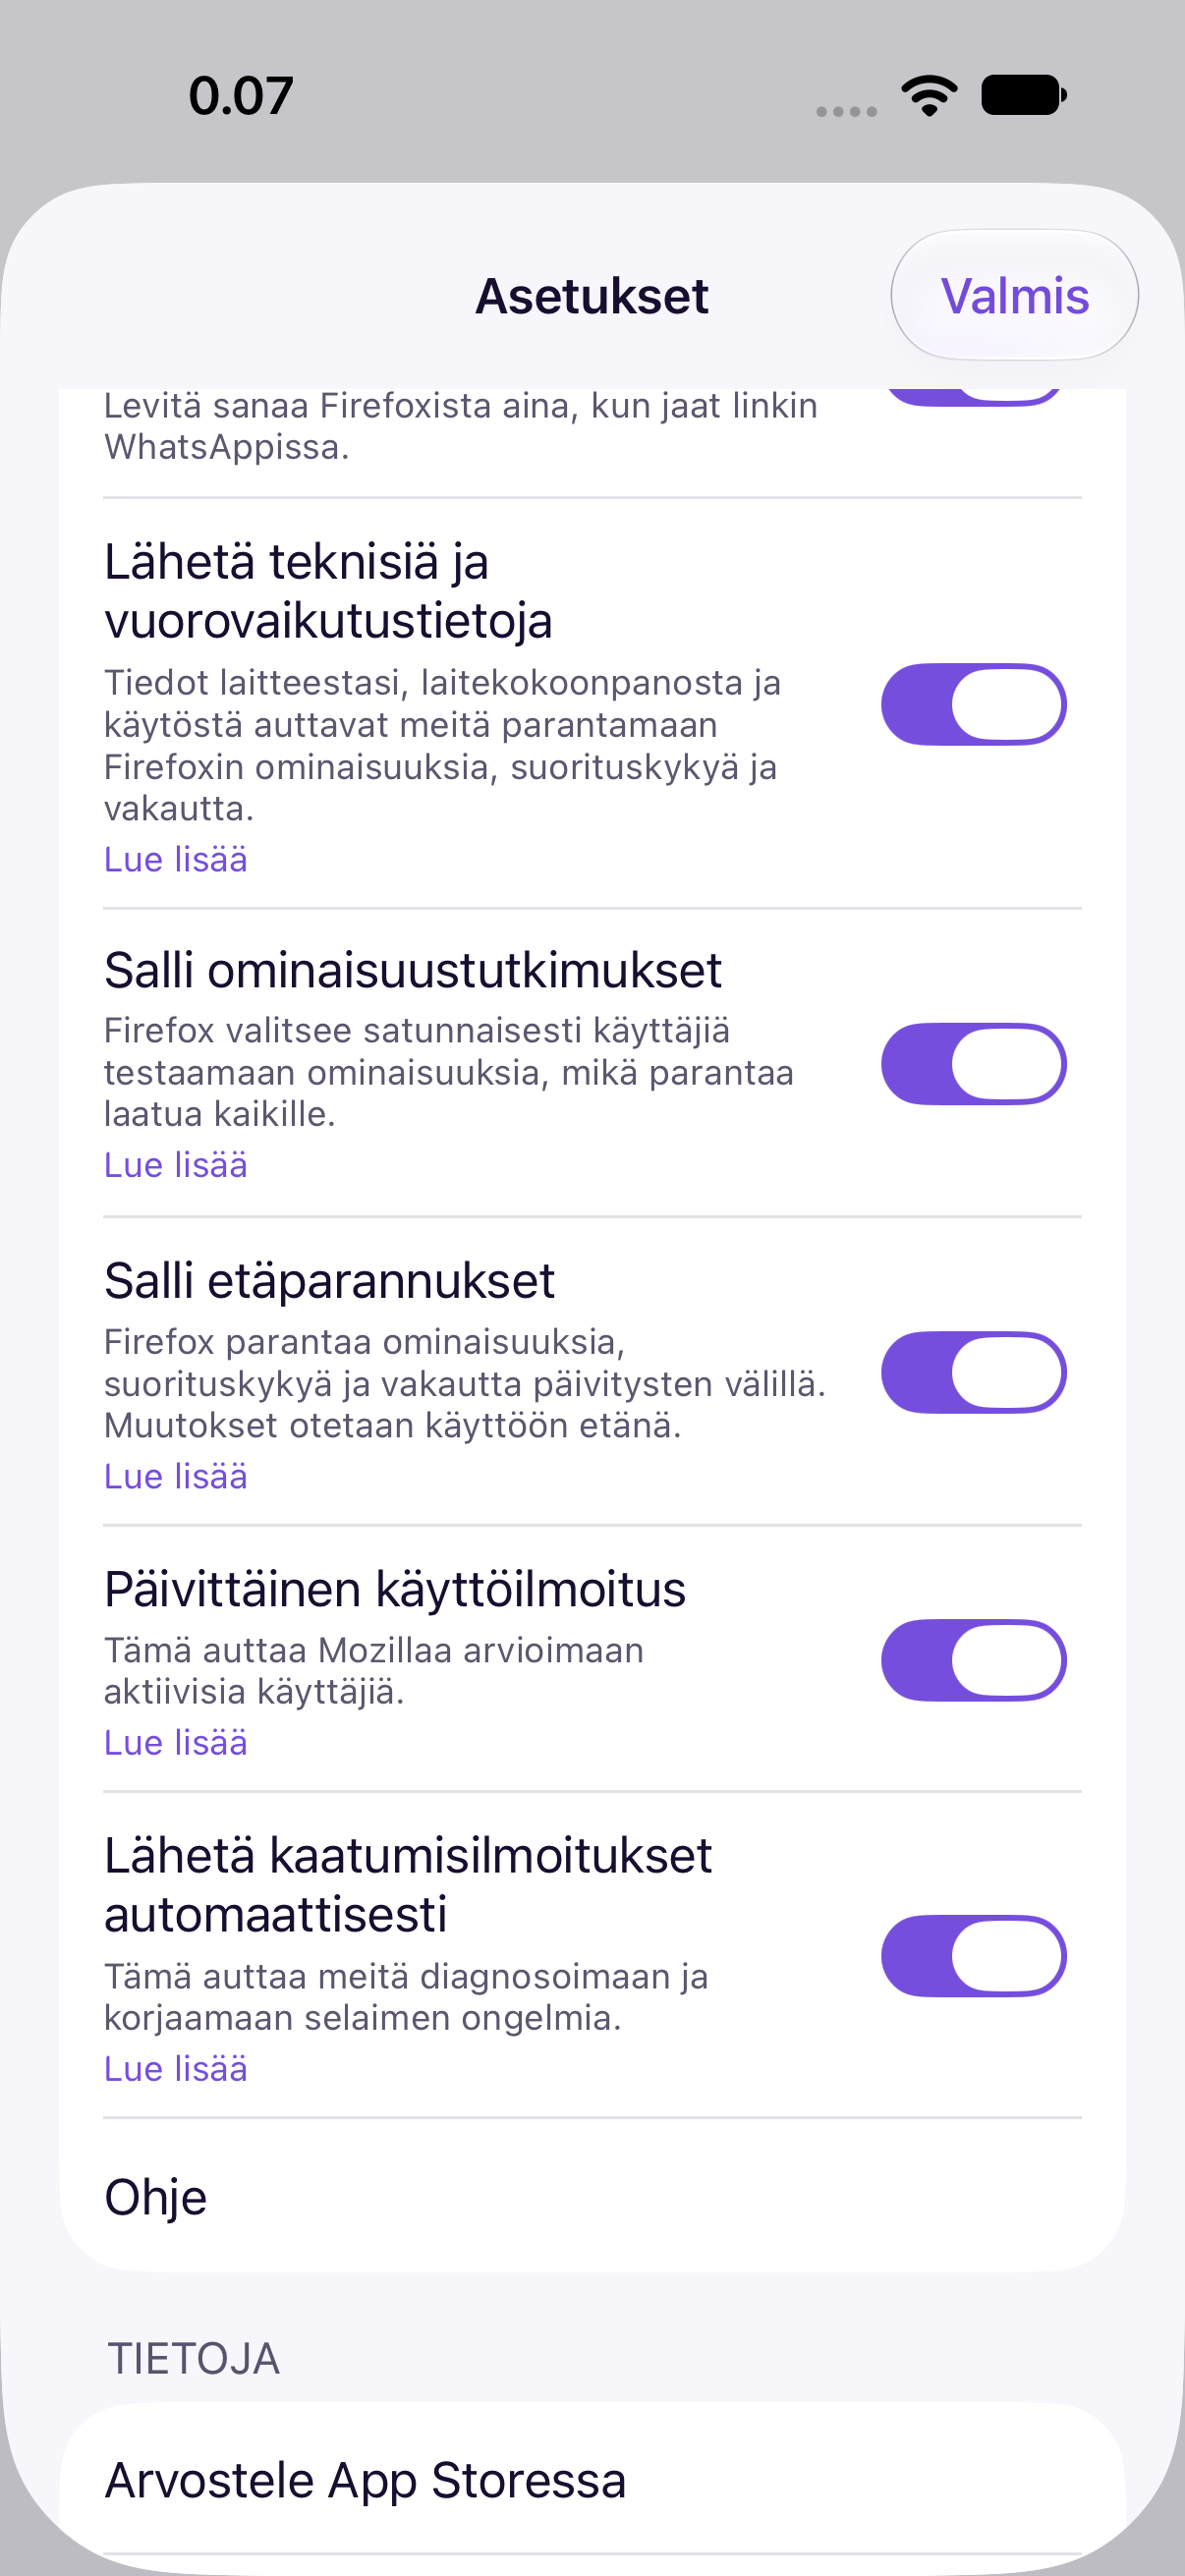 0.07
Asetukset
Valmis
Levitä sanaa Firefoxista aina, kun jaat linkin
WhatsAppissa.
Lähetä teknisiä ja
vuorovaikutustietoja
Tiedot laitteestasi, laitekokoonpanosta ja
käytöstä auttavat meitä parantamaan
Firefoxin ominaisuuksia, suorituskykyä ja
vakautta.
Lue lisää
Salli ominaisuustutkimukset
Firefox valitsee satunnaisesti käyttäjiä
testaamaan ominaisuuksia, mikä parantaa
laatua kaikille.
Lue lisää
Salli etäparannukset
Firefox parantaa ominaisuuksia,
suorituskykyä ja vakautta päivitysten välillä.
Muutokset otetaan käyttöön etänä.
Lue lisää
Päivittäinen käyttöilmoitus
Tämä auttaa Mozillaa arvioimaan
aktiivisia käyttäjiä.
Lue lisää
Lähetä kaatumisilmoitukset
automaattisesti
Tämä auttaa meitä diagnosoimaan ja
korjaamaan selaimen ongelmia.
Lue lisää
Ohje
TIETOJA
Arvostele App Storessa